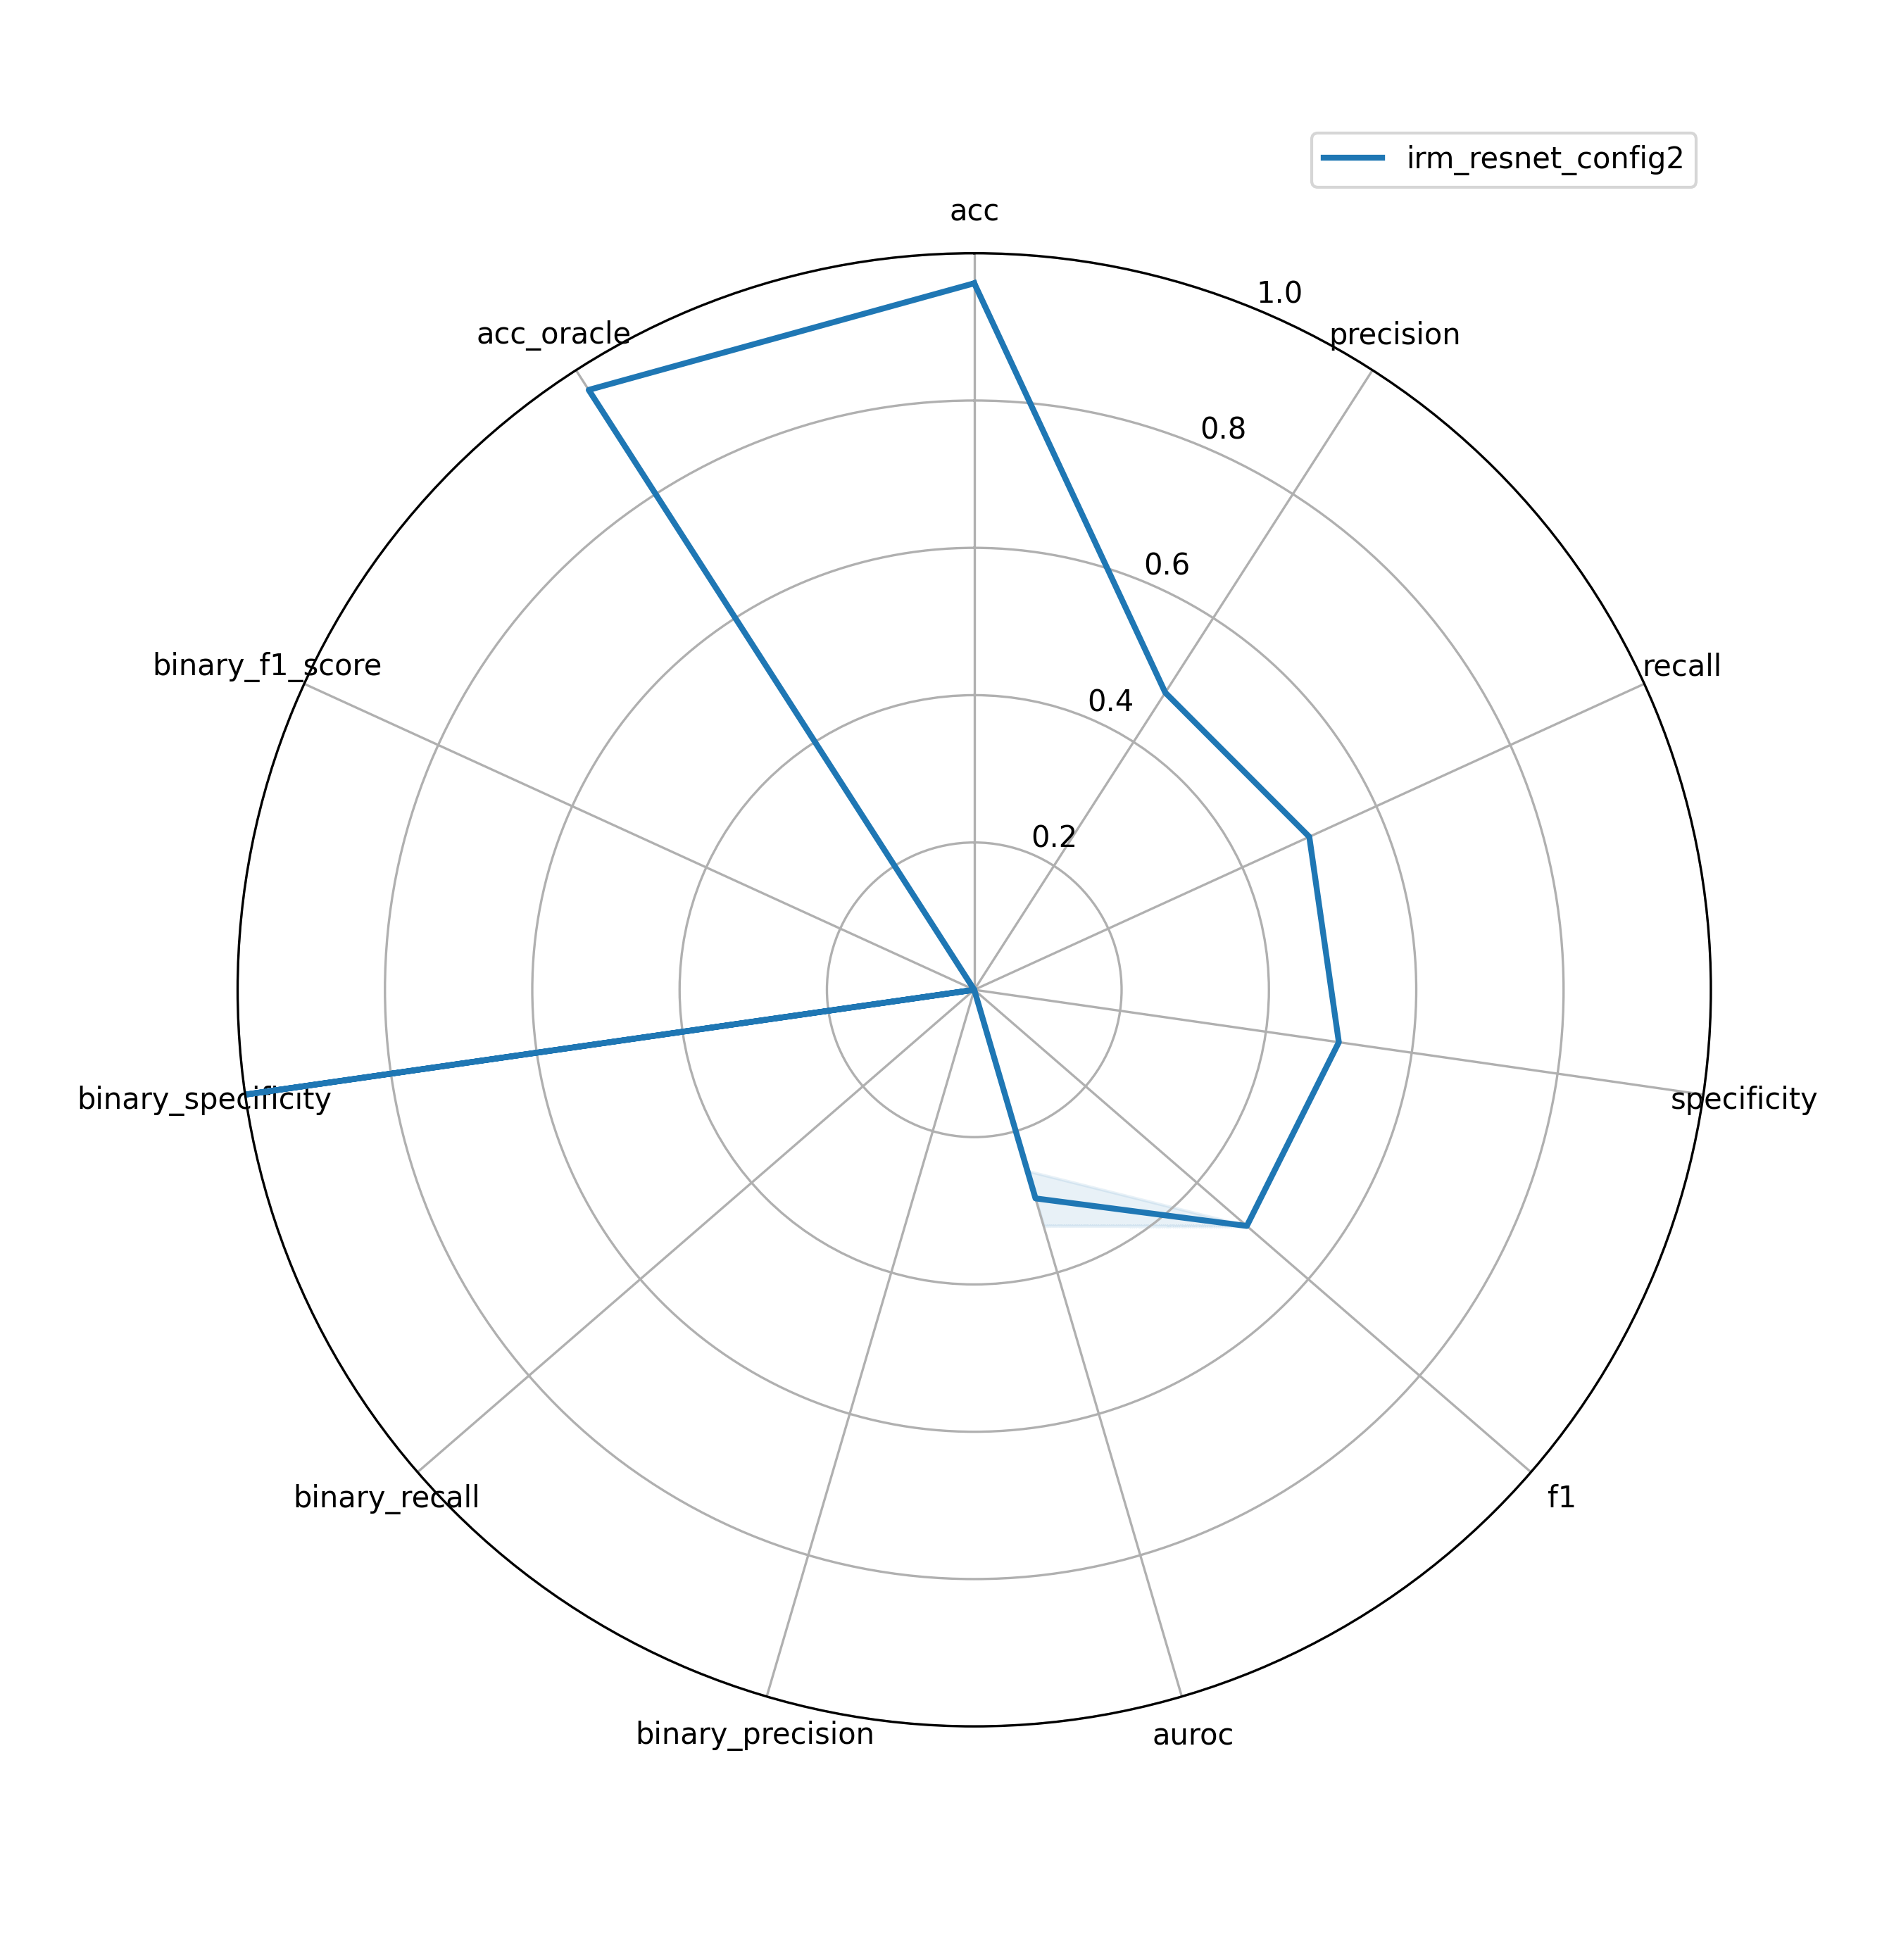 irm_resnet_config2
acc
1.0
acc_oracle
precision
0.8
0.6
binary_f1_score
recall
0.4
0.2
binary_specificity
specificity
binary_recall
f1
binary_precision
auroc